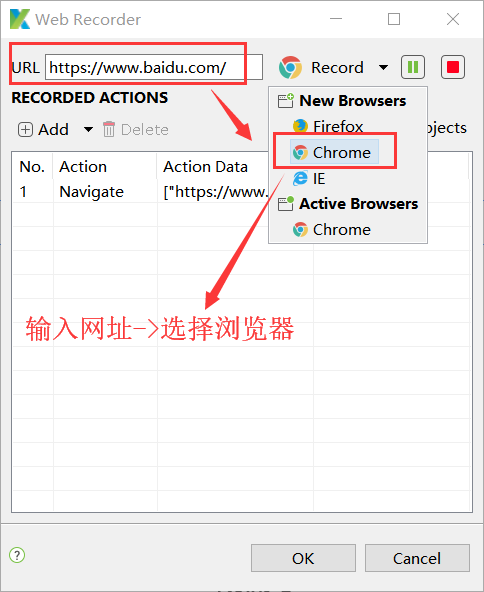 Web Recorder
URL https://www.baidu.com/ Record
RECORDED ACTIONS
New Browsers
Add Delete
Firefox
bjects
Chrome
No. Action Action Data
IE
1 Navigate ["https://www.
Active Browsers
Chrome
输入网址->选择浏览器
?
OK Cancel